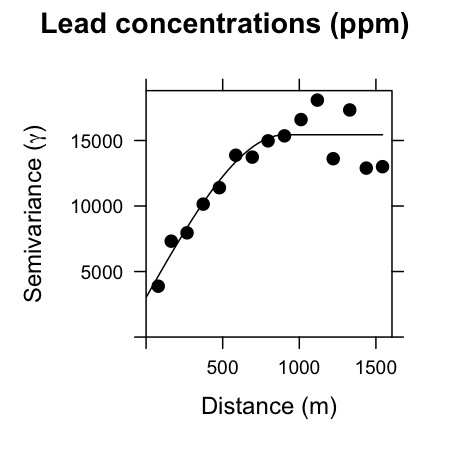 Lead concentrations (ppm)
Semivariance (γ)
15000
10000
5000
500 1000 1500
Distance (m)